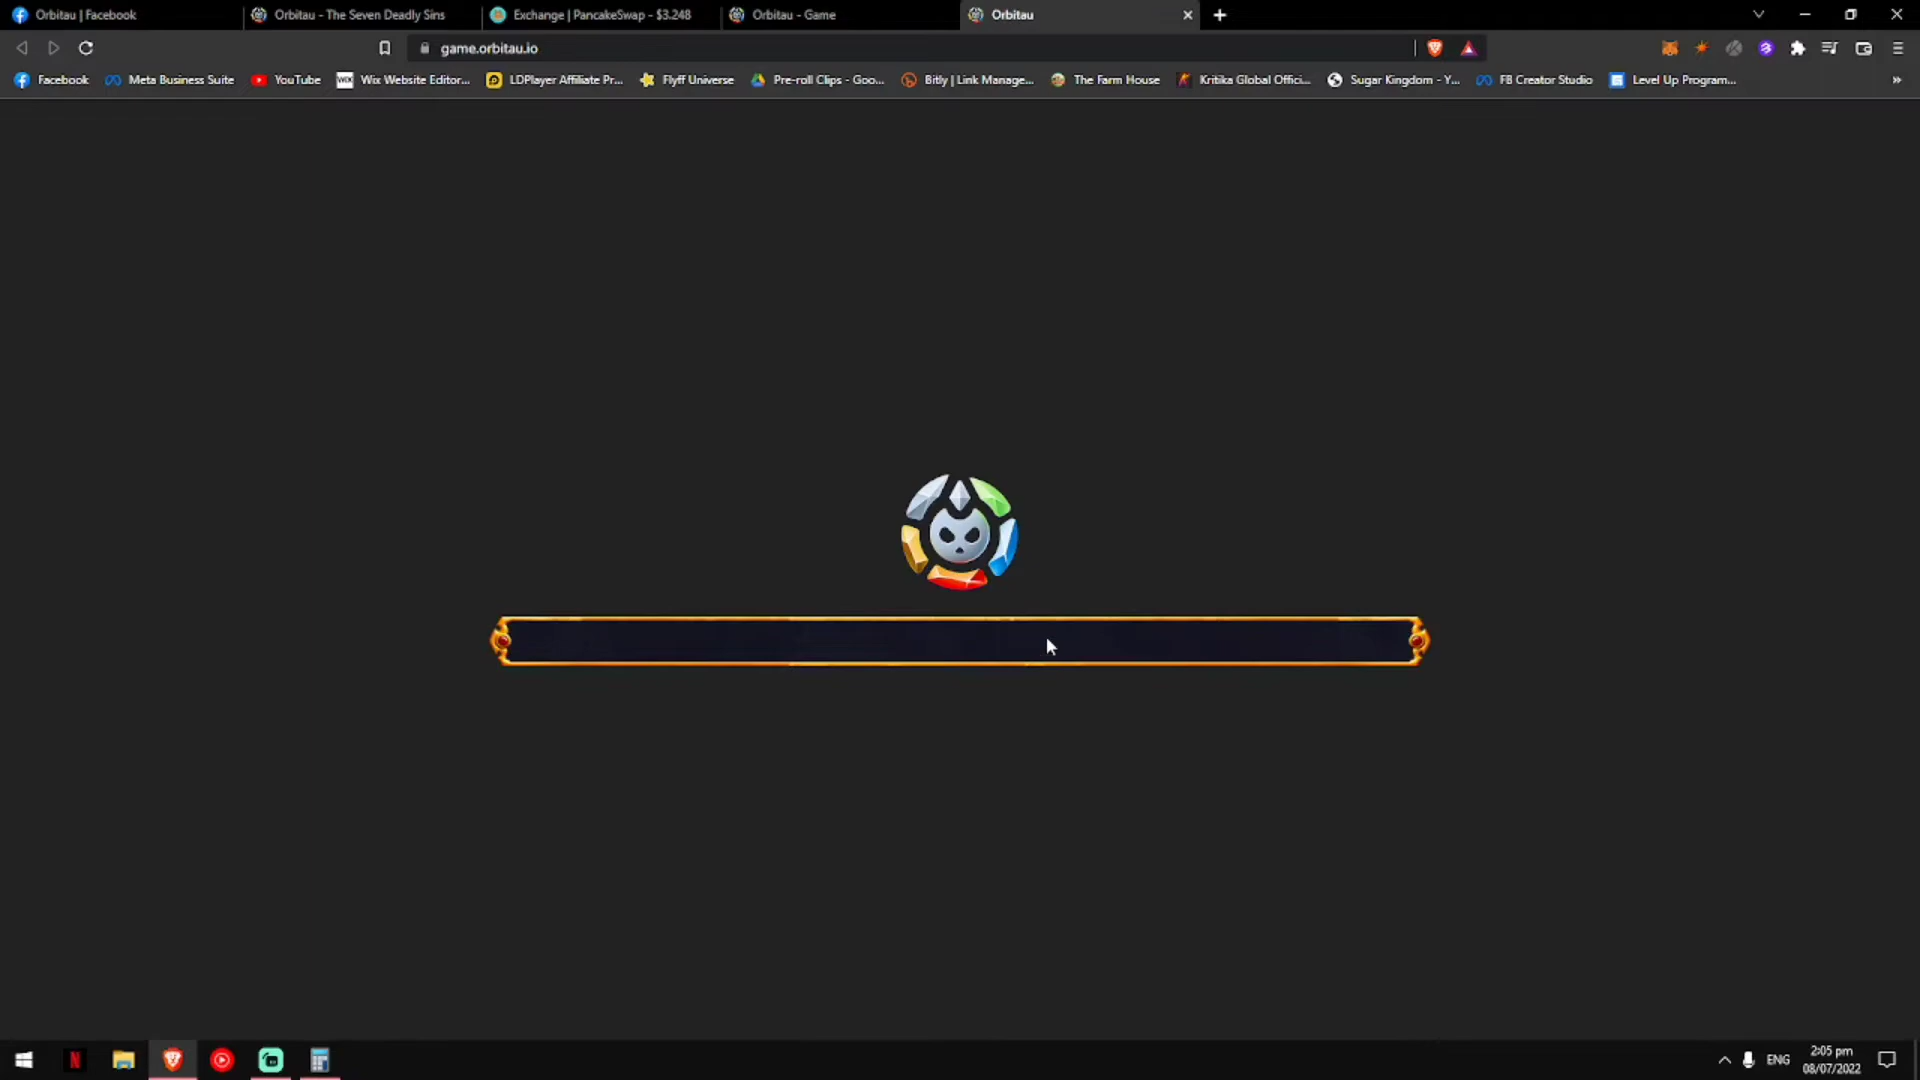 Orbitau | Facebook
Orbitau - The Seven Deadly Sins
Exchange | PancakeSwap - $3.248
Orbitau - Game
Orbitau
game.orbitau.io
Facebook
Meta Business Suite
YouTube
Wix Website Editor...
LDPlayer Affiliate Pr...
Flyff Universe
Pre-roll Clips - Goo...
Bitly | Link Manage...
The Farm House
Kritika Global Offici...
Sugar Kingdom - Y...
FB Creator Studio
Level Up Program...
2:05 pm
ENG
08/07/2022